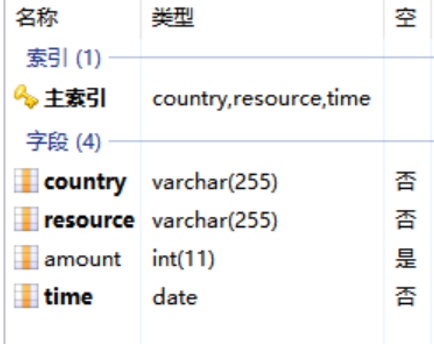 名称 类型 空
索引 (1)
主索引 country,resource,time
字段 (4)
country varchar(255) 否
resource varchar(255) 否
amount int(11) 是
time date 否